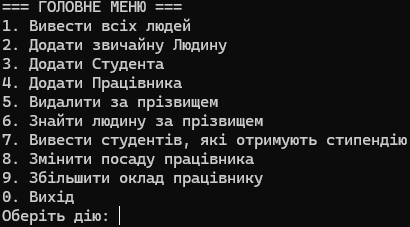 === ГОЛОВНЕ МЕНЮ ===
1. Вивести всіх людей
2. Додати звичайну Людину
3. Додати Студента
4. Додати Працівника
5. Видалити за прізвищем
6. Знайти людину за прізвищем
7. Вивести студентів, які отримують стипендію
8. Змінити посаду працівника
9. Збільшити оклад працівнику
0. Вихід
Оберіть дію: